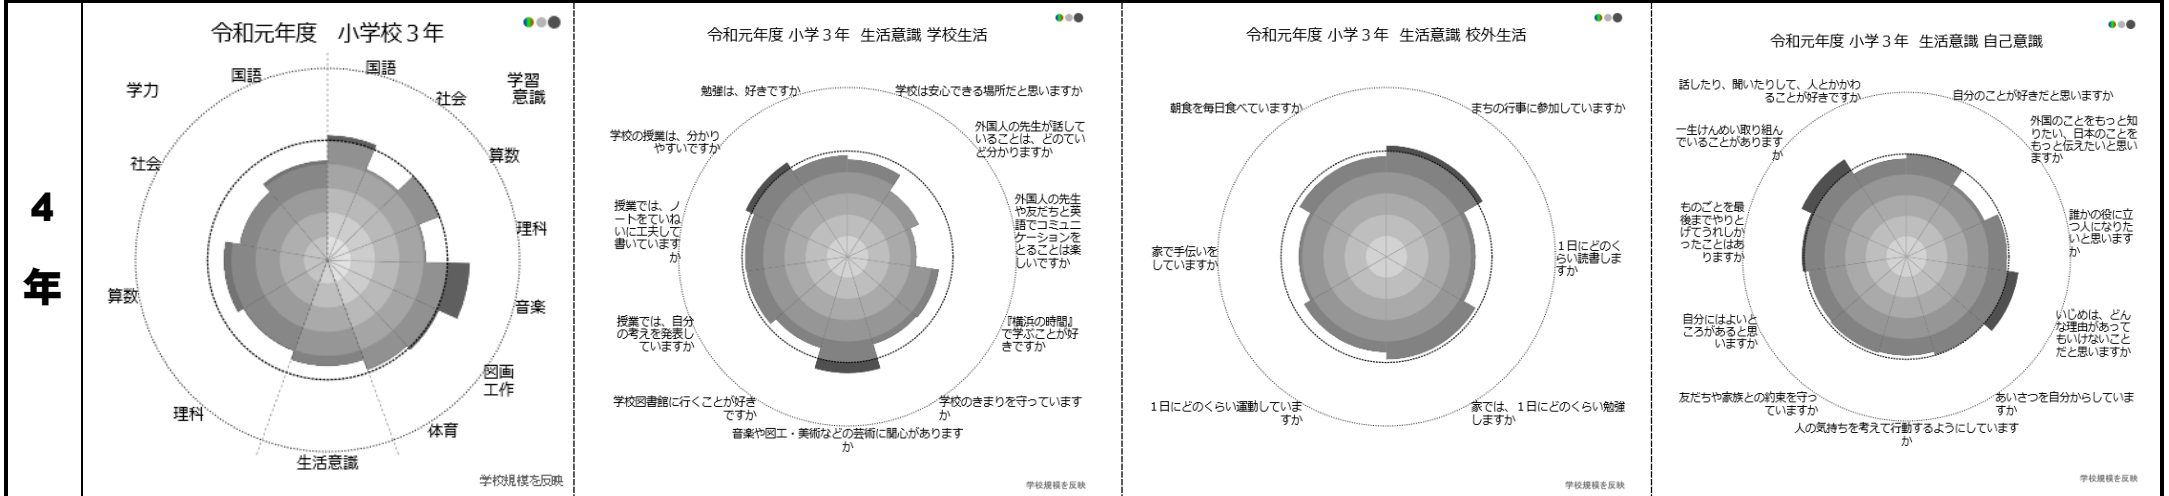 4
年
令和元年度　小学校３年
学力
国語
国語
学習
意識
社会
社会
算数
算数
理科
理科
音楽
図画
工作
体育
生活意識
学校規模を反映
令和元年度 小学３年　生活意識 学校生活
勉強は、好きですか
学校は安心できる場所だと思いますか
学校の授業は、分かり
やすいですか
外国人の先生が話して
いることは、どのてい
ど分かりますか
授業では、ノ
ートをていね
いに工夫して
書いています
か
外国人の先生
や友だちと英
語でコミュニ
ケーションを
とることは楽
しいですか
授業では、自分
の考えを発表し
ていますか
『横浜の時間』
で学ぶことが好
きですか
学校図書館に行くことが好き
ですか
学校のきまりを守っています
か
音楽や図工・美術などの芸術に関心があります
か
学校規模を反映
令和元年度 小学３年　生活意識 校外生活
朝食を毎日食べていますか
まちの行事に参加していますか
家で手伝いを
していますか
１日にどのく
らい読書しま
すか
１日にどのくらい運動していま
すか
家では、１日にどのくらい勉強
しますか
学校規模を反映
令和元年度 小学３年　生活意識 自己意識
話したり、聞いたりして、人とかかわ
ることが好きですか
自分のことが好きだと思いますか
一生けんめい取り組ん
でいることがあります
か
外国のことをもっと知
りたい、日本のことを
もっと伝えたいと思い
ますか
ものごとを最
後までやりと
げてうれしか
ったことはあ
りますか
誰かの役に立
つ人になりた
いと思います
か
自分にはよいと
ころがあると思
いますか
いじめは、どん
な理由があって
もいけないこと
だと思いますか
友だちや家族との約束を守っ
ていますか
あいさつを自分からしていま
すか
人の気持ちを考えて行動するようにしています
か
学校規模を反映